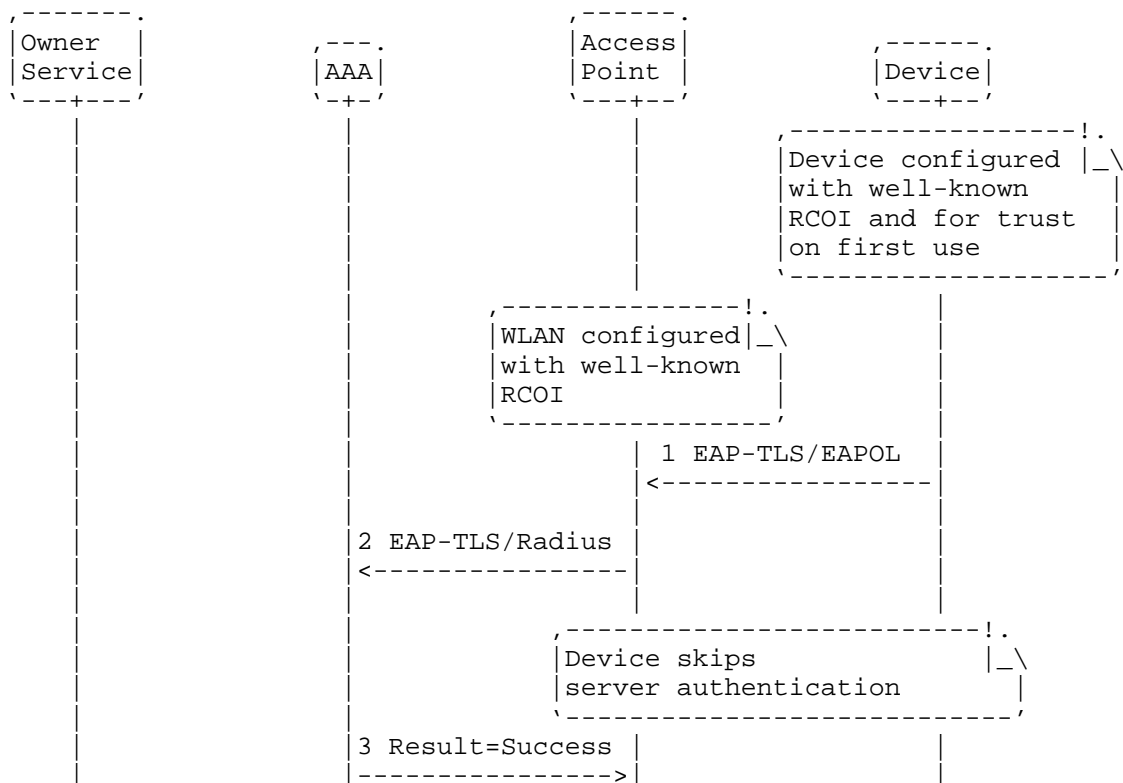 Owner
Service
AAA
Access
Point
Device
Device configured
with well-known
RCOI and for trust
on first use
WLAN configured
with well-known
RCOI
1 EAP-TLS/EAPOL
2 EAP-TLS/Radius
Device skips
server authentication
3 Result=Success